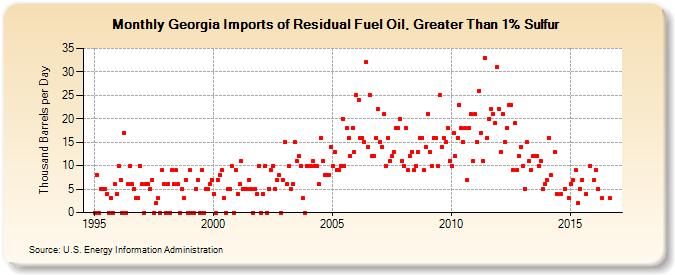 Monthly Georgia Imports of Residual Fuel Oil, Greater Than 1% Sulfur
Thousand Barrels per Day
35
30
25
20
15
10
5
0
1995 2000 2005 2010 2015
Source: U.S. Energy Information Administration